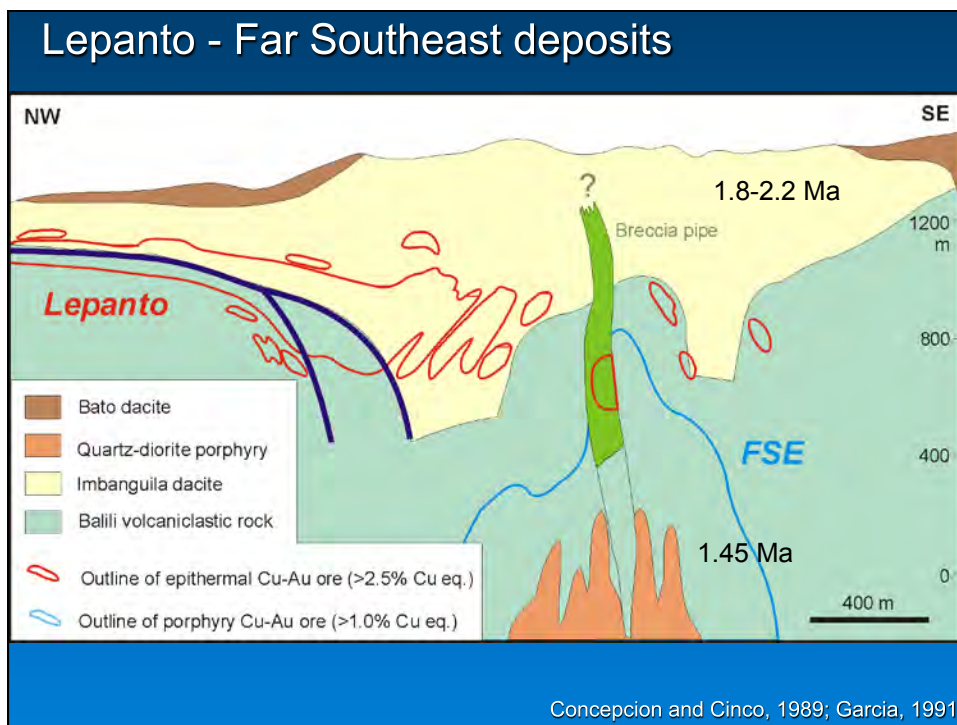 Lepanto - Far Southeast deposits
NW
SE
?
1.8-2.2 Ma
Breccia pipe
1200
m
Lepanto
800
Bato dacite
Quartz-diorite porphyry
FSE
400
Imbanguila dacite
Balili volcaniclastic rock
1.45 Ma
Outline of epithermal Cu-Au ore (>2.5% Cu eq.)
0
400 m
Outline of porphyry Cu-Au ore (>1.0% Cu eq.)
Concepcion and Cinco, 1989; Garcia, 1991